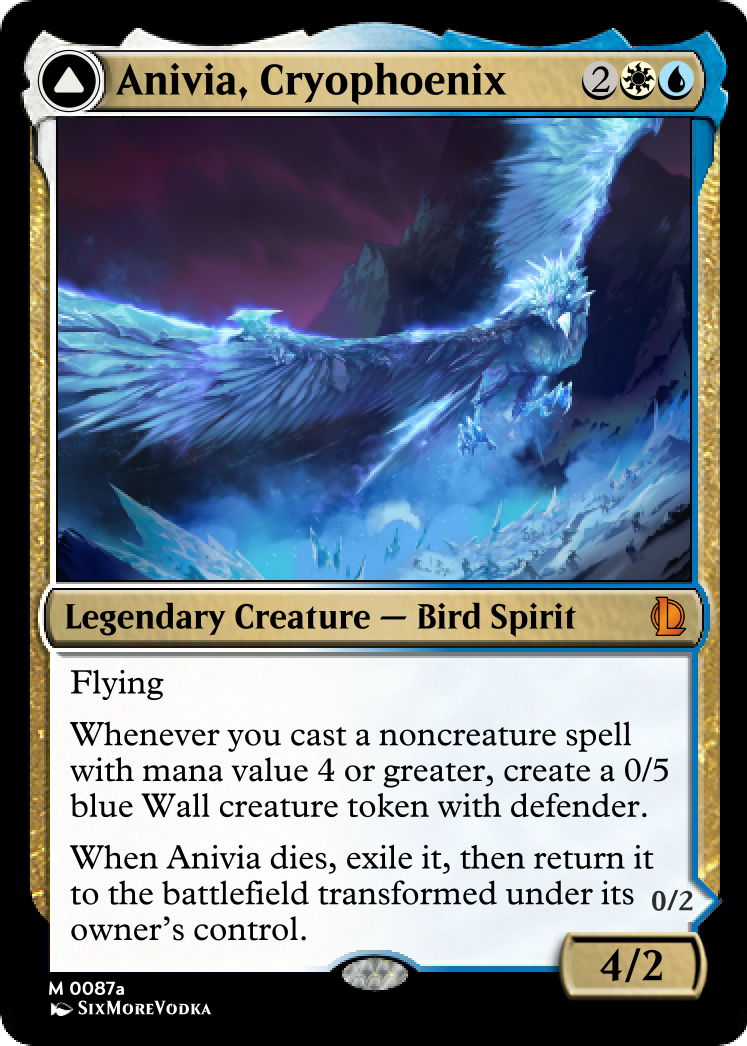 Anivia, Cryophoenix 2
Legendary Creature — Bird Spirit
Flying
Whenever you cast a noncreature spell
with mana value 4 or greater, create a 0/5
blue Wall creature token with defender.
When Anivia dies, exile it, then return it
to the battlefield transformed under its
owner's control.
0/2
4/2
M 0087a
SixMoreVodka